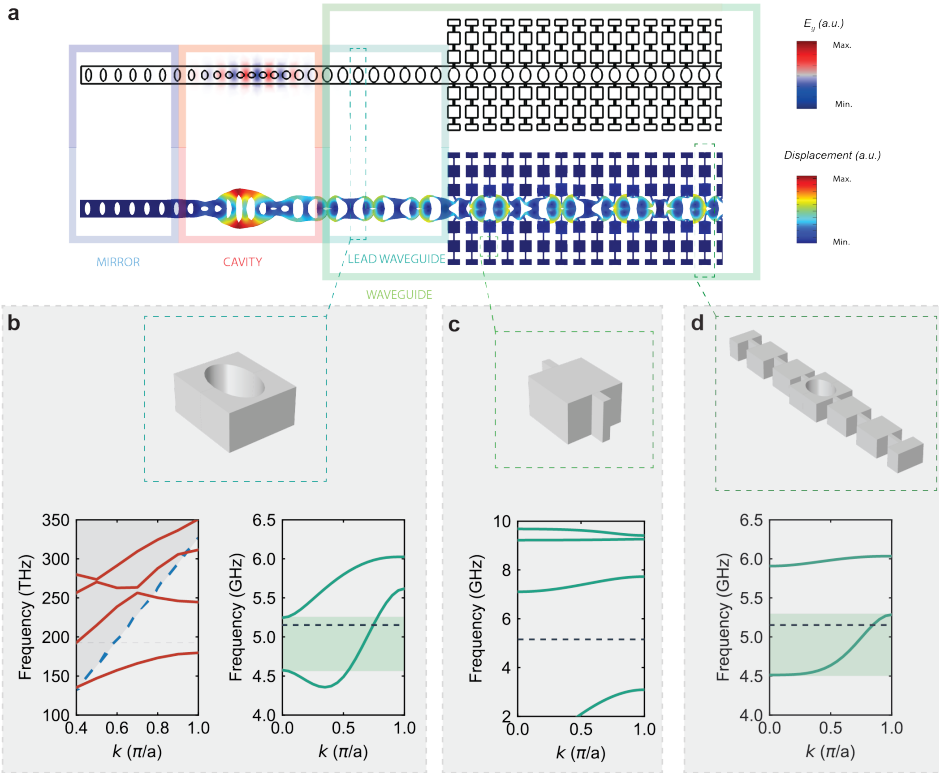 a
E_y (a.u.)
Max.
Min.
Displacement (a.u.)
Max.
Min.
MIRROR
CAVITY
LEAD WAVEGUIDE
WAVEGUIDE
b
c
d
350
300
250
200
150
100
Frequency (THz)
0.4 0.6 0.8 1.0
k (π/a)
6.5
6.0
5.5
5.0
4.5
4.0
Frequency (GHz)
0.0 0.5 1.0
k (π/a)
10
8
6
4
2
Frequency (GHz)
0.0 0.5 1.0
k (π/a)
6.5
6.0
5.5
5.0
4.5
4.0
Frequency (GHz)
0.0 0.5 1.0
k (π/a)